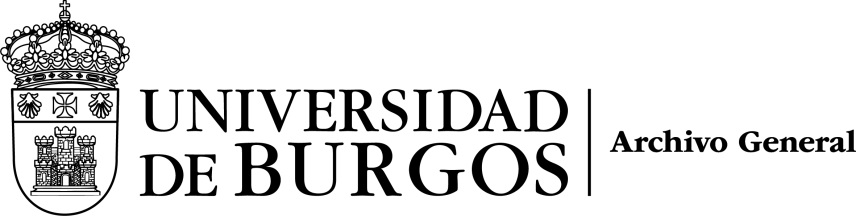 UNIVERSIDAD
DE BURGOS
Archivo General